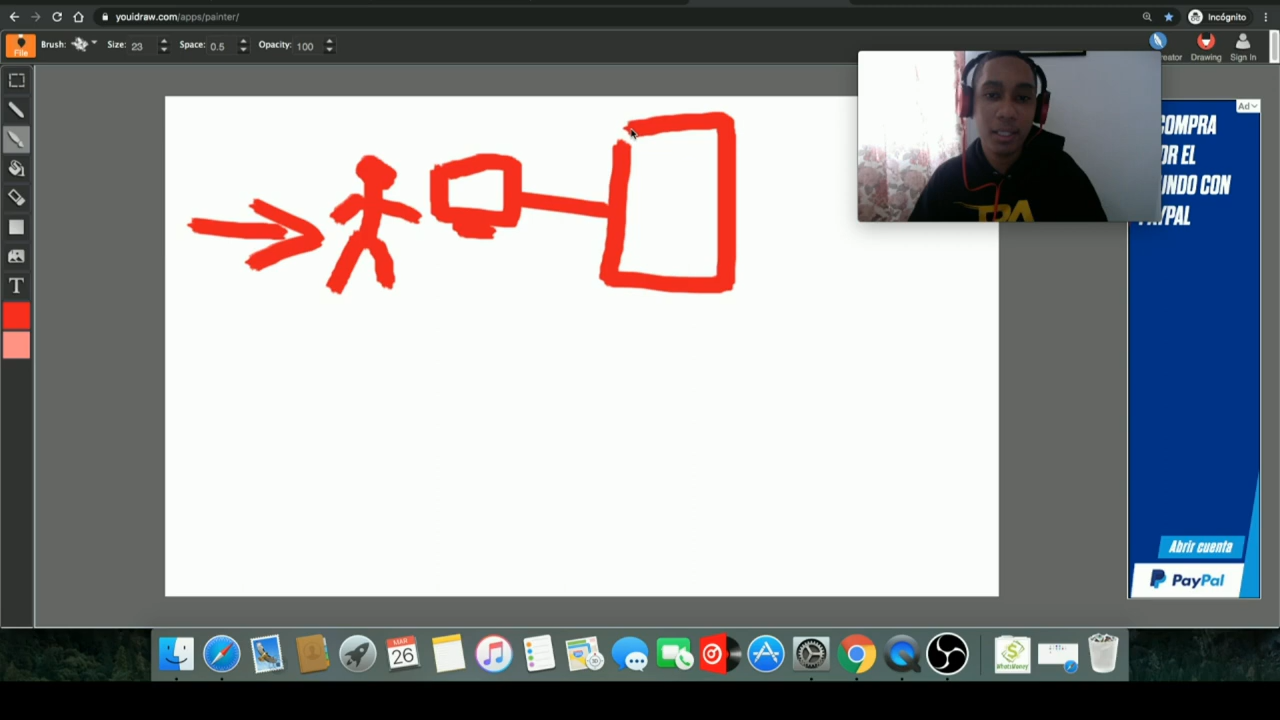 youidraw.com/apps/painter/
Incógnito
File
Brush:
Size: 23
Space: 0.5
Opacity: 100
Drawing
Sign In
Ad
COMPRA
POR EL
MUNDO CON
PAYPAL
Abrir cuenta
PayPal
T
MAR
26
WhatsMoney